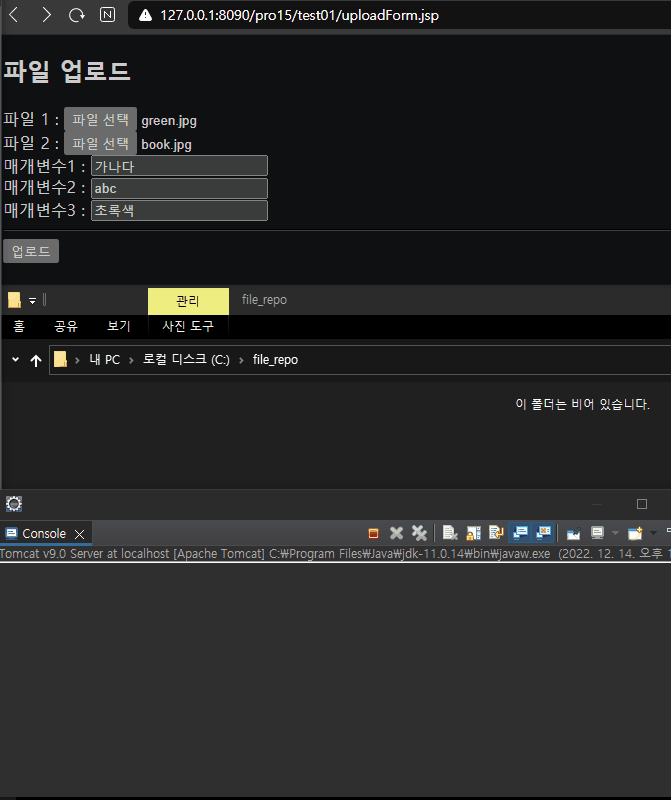 127.0.0.1:8090/pro15/test01/uploadForm.jsp
파일 업로드
파일 1 : 파일 선택 green.jpg
파일 2 : 파일 선택 book.jpg
매개변수1 : 가나다
매개변수2 : abc
매개변수3 : 초록색
업로드
관리 file_repo
홈 공유 보기 사진 도구
내 PC > 로컬 디스크 (C:) > file_repo
이 폴더는 비어 있습니다.
Console
Tomcat v9.0 Server at localhost [Apache Tomcat] C:₩Program Files₩Java₩jdk-11.0.14₩bin₩javaw.exe (2022. 12. 14. 오후 1